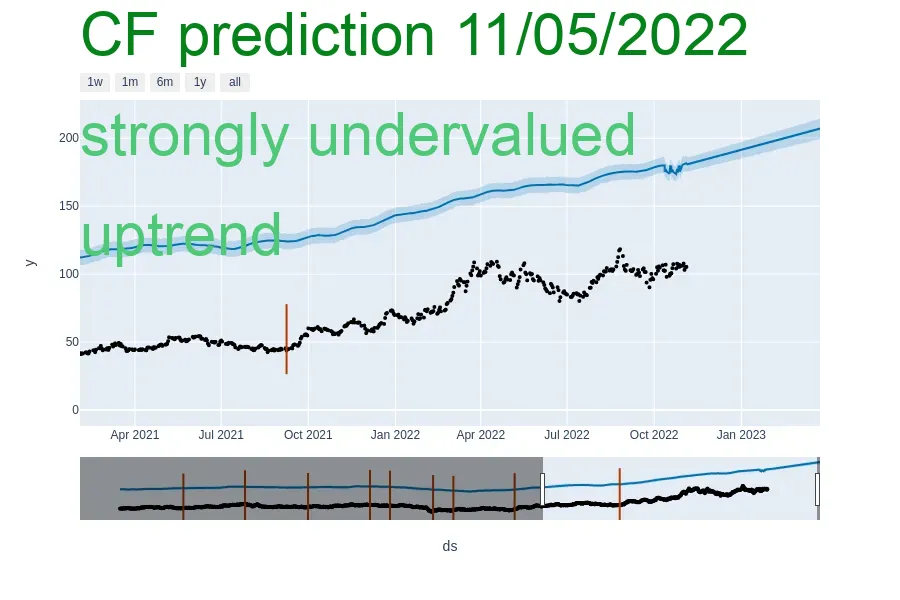 CF prediction 11/05/2022
1w 1m 6m 1y all
strongly undervalued
uptrend
200
150
100
50
0
y
Apr 2021 Jul 2021 Oct 2021 Jan 2022 Apr 2022 Jul 2022 Oct 2022 Jan 2023
ds